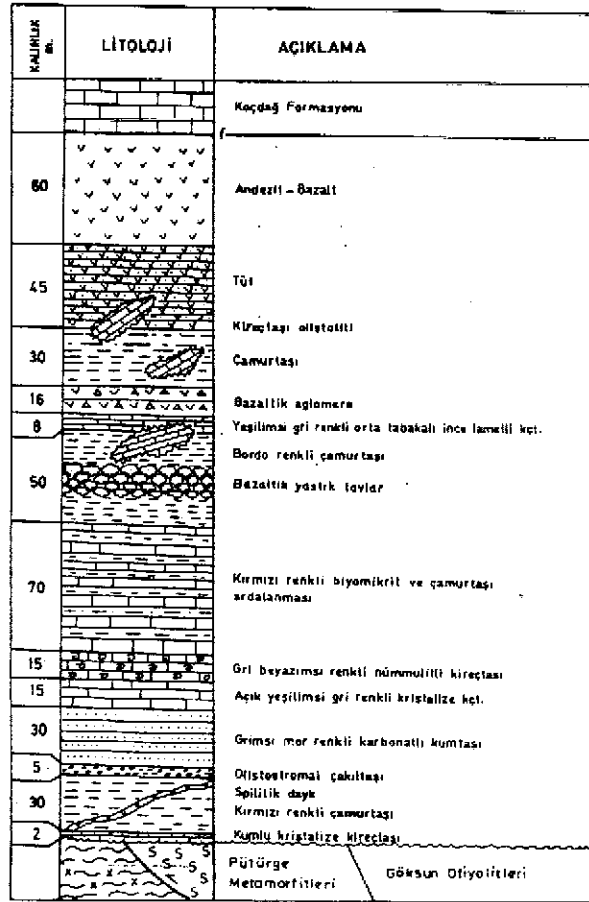 KALINLIK m.
LİTOLOJİ
AÇIKLAMA
Koçdağ Formasyonu
f
60
Andezit – Bazalt
45
Tüf
Kireçtaşı olistoliti
30
Çamurtaşı
16
Bazaltik aglomera
8
Yeşilimsi gri renkli orta tabakalı ince lamelli kçt.
Bordo renkli çamurtaşı
50
Bazaltik yastık lavlar
70
Kırmızı renkli biyomikrit ve çamurtaşı
ardalanması
15
Gri beyazımsı renkli nümmulitli kireçtaşı
15
Açık yeşilimsi gri renkli kristalize kçt.
30
Grimsi mor renkli karbonatlı kumtaşı
5
Olistostromal çakıltaşı
Spilitik dayk
30
Kırmızı renkli çamurtaşı
2
Kumlu kristalize kireçtaşı
Pütürge
Metamorfitleri
Göksun Ofiyolitleri